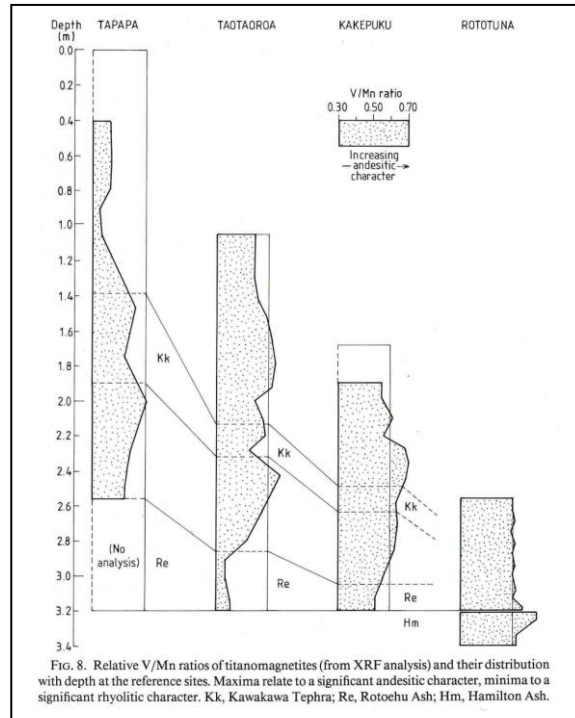 Depth (m)
TAPAPA
TAOTAOROA
KAKEPUKU
ROTOTUNA
V/Mn ratio
0.30 0.50 0.70
Increasing
andesitic
character
0.0
0.2
0.4
0.6
0.8
1.0
1.2
1.4
1.6
1.8
2.0
2.2
2.4
2.6
2.8
3.0
3.2
3.4
Kk
Kk
Kk
(No
analysis)
Re
Re
Re
Hm
FIG. 8. Relative V/Mn ratios of titanomagnetites (from XRF analysis) and their distribution
with depth at the reference sites. Maxima relate to a significant andesitic character, minima to a
significant rhyolitic character. Kk, Kawakawa Tephra; Re, Rotoehu Ash; Hm, Hamilton Ash.